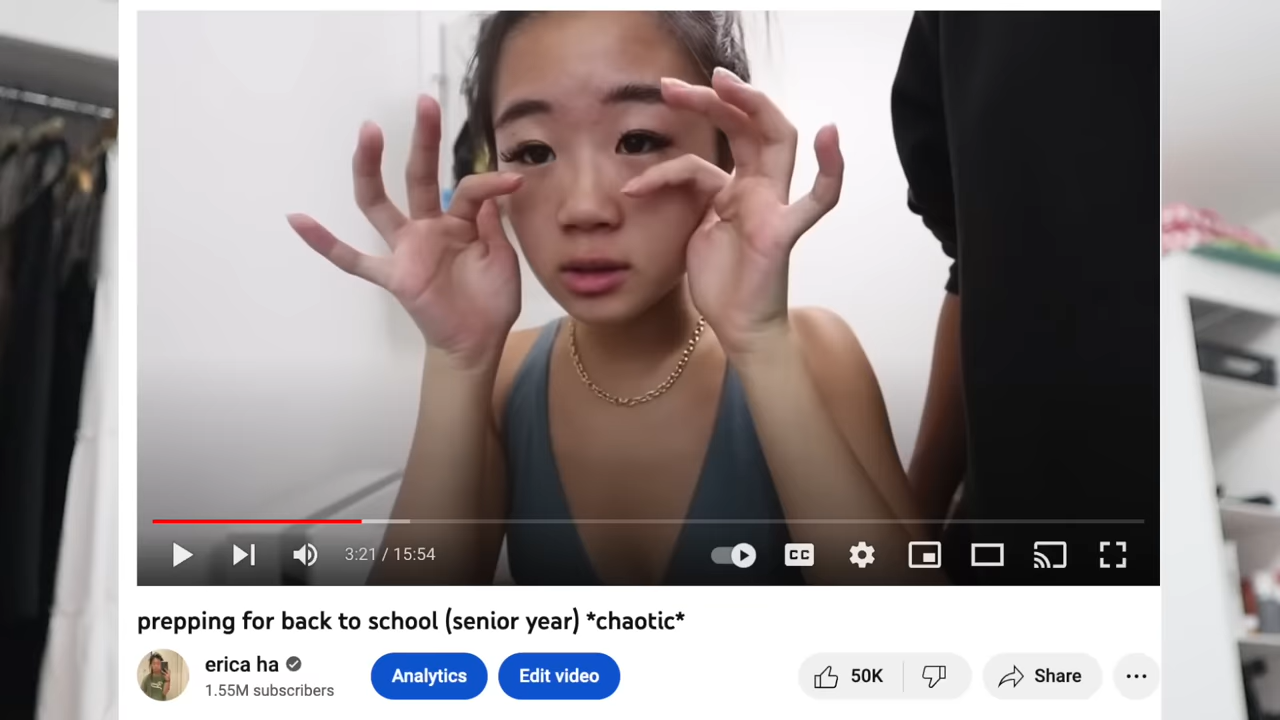 3:21 / 15:54
CC
prepping for back to school (senior year) *chaotic*
erica ha
1.55M subscribers
Analytics
Edit video
50K
Share